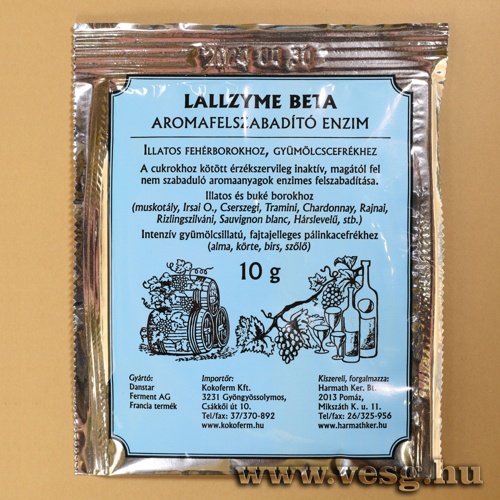 LALLZYME BETA
AROMAFELSZABADÍTÓ ENZIM
ILLATOS FEHÉRBOROKHOZ, GYÜMÖLCSCEFRÉKHEZ
A cukrokhoz kötött érzékszervileg inaktív, magától fel
nem szabaduló aromaanyagok enzimes felszabadítása.
Illatos és buké borokhoz
(muskotály, Irsai O., Cserszegi, Tramini, Chardonnay, Rajnai,
Rizlingszilváni, Sauvignon blanc, Hárslevelű, stb.)
Intenzív gyümölcsillatú, fajtajelleges pálinkacefrékhez
(alma, körte, birs, szőlő)
10 g
Gyártó:
Danstar
Ferment AG
Francia termék
Importőr:
Kokoferm Kft.
3231 Gyöngyössolymos,
Csákkői út 10.
Tel/fax: 37/370-892
www.kokoferm.hu
Kiszereli, forgalmazza:
Harmath Ker. Bt.
2013 Pomáz,
Mikszáth K. u. 11.
Tel/fax: 26/325-956
www.harmathker.hu
www.vesg.hu